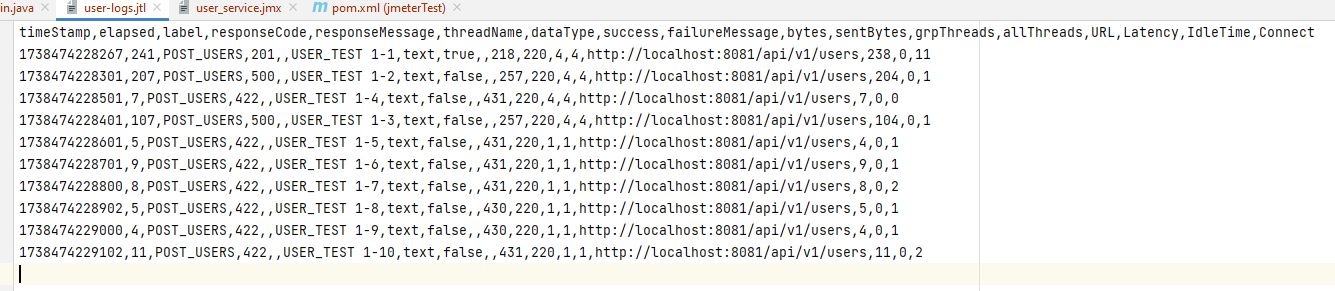 in.java user-logs.jtl user_service.jmx pom.xml (jmeterTest)
timeStamp,elapsed,label,responseCode,responseMessage,threadName,dataType,success,failureMessage,bytes,sentBytes,grpThreads,allThreads,URL,Latency,IdleTime,Connect
1738474228267,241,POST_USERS,201,,USER_TEST 1-1,text,true,,218,220,4,4,http://localhost:8081/api/v1/users,238,0,11
1738474228301,207,POST_USERS,500,,USER_TEST 1-2,text,false,,257,220,4,4,http://localhost:8081/api/v1/users,204,0,1
1738474228501,7,POST_USERS,422,,USER_TEST 1-4,text,false,,431,220,4,4,http://localhost:8081/api/v1/users,7,0,0
1738474228401,107,POST_USERS,500,,USER_TEST 1-3,text,false,,257,220,4,4,http://localhost:8081/api/v1/users,104,0,1
1738474228601,5,POST_USERS,422,,USER_TEST 1-5,text,false,,431,220,1,1,http://localhost:8081/api/v1/users,4,0,1
1738474228701,9,POST_USERS,422,,USER_TEST 1-6,text,false,,431,220,1,1,http://localhost:8081/api/v1/users,9,0,1
1738474228800,8,POST_USERS,422,,USER_TEST 1-7,text,false,,431,220,1,1,http://localhost:8081/api/v1/users,8,0,2
1738474228902,5,POST_USERS,422,,USER_TEST 1-8,text,false,,430,220,1,1,http://localhost:8081/api/v1/users,5,0,1
1738474229000,4,POST_USERS,422,,USER_TEST 1-9,text,false,,430,220,1,1,http://localhost:8081/api/v1/users,4,0,1
1738474229102,11,POST_USERS,422,,USER_TEST 1-10,text,false,,431,220,1,1,http://localhost:8081/api/v1/users,11,0,2